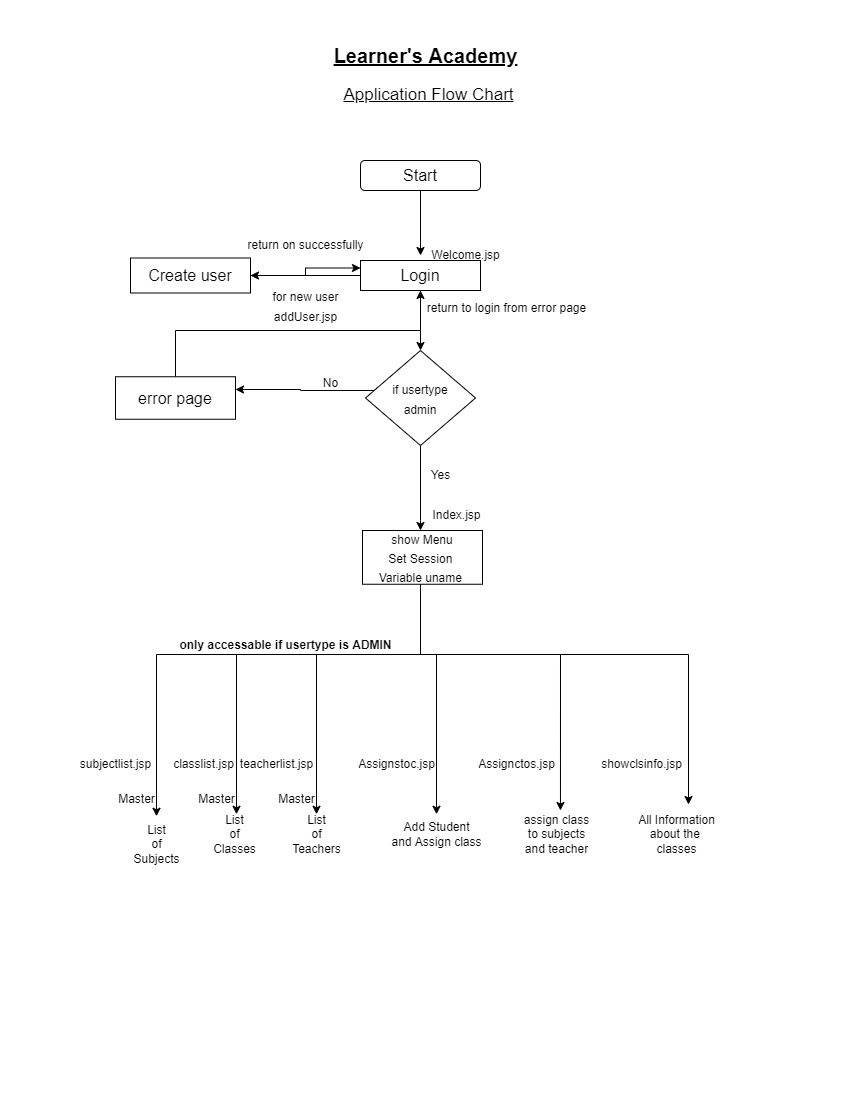 Learner's Academy
Application Flow Chart
Start
return on successfully
Welcome.jsp
Create user
Login
for new user
addUser.jsp
return to login from error page
No
if usertype
admin
error page
Yes
Index.jsp
show Menu
Set Session
Variable uname
only accessable if usertype is ADMIN
subjectlist.jsp
classlist.jsp
teacherlist.jsp
Assignstoc.jsp
Assignctos.jsp
showclsinfo.jsp
Master
Master
Master
List
of
Subjects
List
of
Classes
List
of
Teachers
Add Student
and Assign class
assign class
to subjects
and teacher
All Information
about the
classes